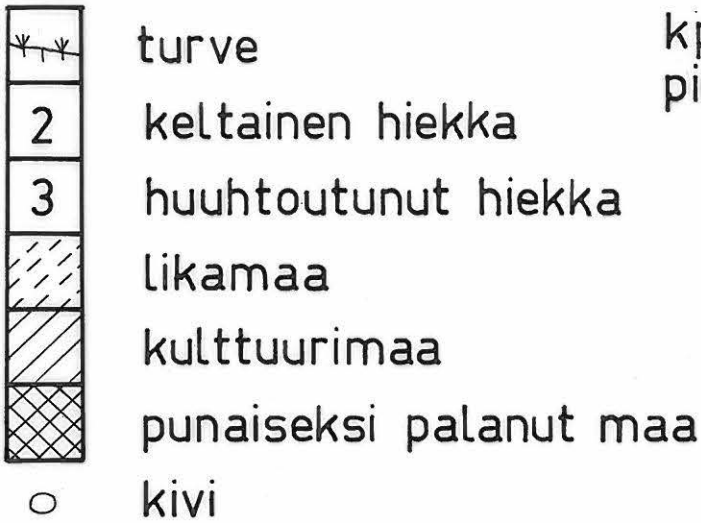 turve
2 keltainen hiekka
3 huuhtoutunut hiekka
likamaa
kulttuurimaa
punaiseksi palanut maa
kivi